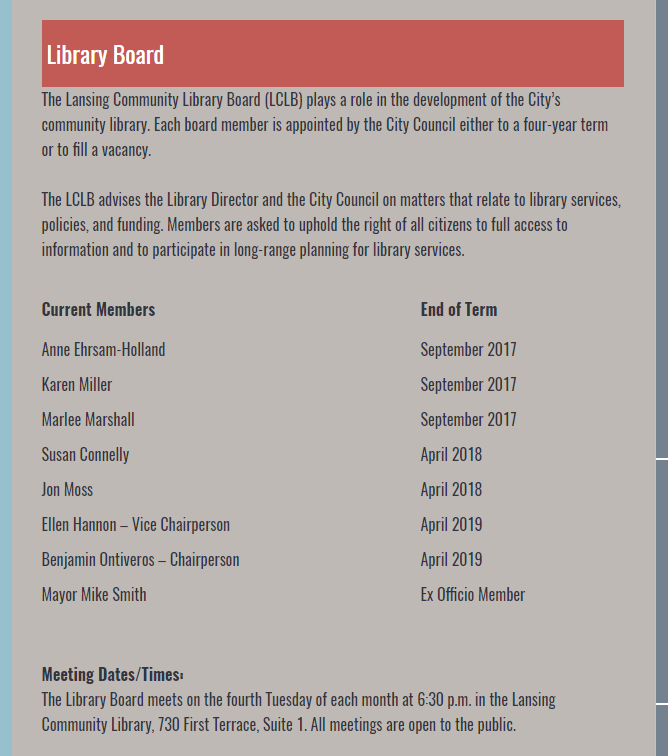 Library Board
The Lansing Community Library Board (LCLB) plays a role in the development of the City's
community library. Each board member is appointed by the City Council either to a four-year term
or to fill a vacancy.
The LCLB advises the Library Director and the City Council on matters that relate to library services,
policies, and funding. Members are asked to uphold the right of all citizens to full access to
information and to participate in long-range planning for library services.
Current Members End of Term
Anne Ehrsam-Holland September 2017
Karen Miller September 2017
Marlee Marshall September 2017
Susan Connelly April 2018
Jon Moss April 2018
Ellen Hannon – Vice Chairperson April 2019
Benjamin Ontiveros – Chairperson April 2019
Mayor Mike Smith Ex Officio Member
Meeting Dates/Times:
The Library Board meets on the fourth Tuesday of each month at 6:30 p.m. in the Lansing
Community Library, 730 First Terrace, Suite 1. All meetings are open to the public.